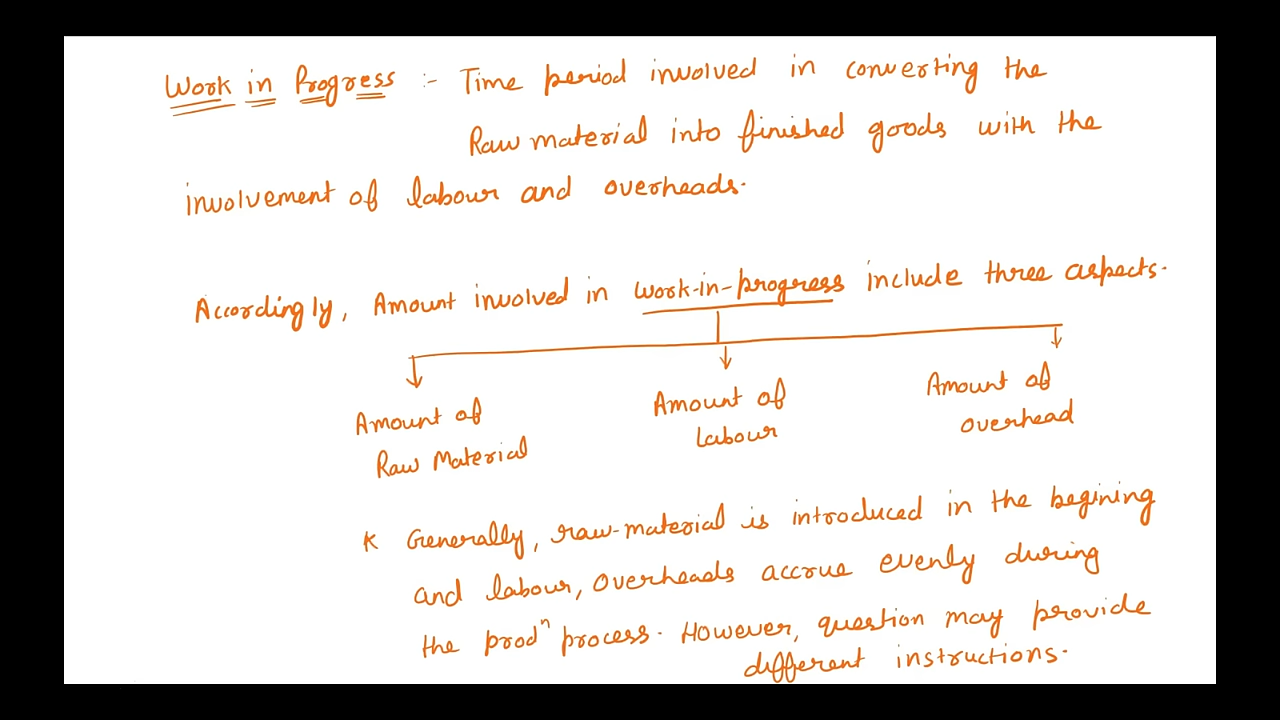 Work in Progress :- Time period involved in converting the
Raw material into finished goods with the
involvement of labour and overheads.
Accordingly, Amount involved in work-in-progress include three aspects.
Amount of
Raw Material
Amount of
Labour
Amount of
overhead
* Generally, raw-material is introduced in the begining
and labour, overheads accrue evenly during
the prodⁿ process. However, question may provide
different instructions.